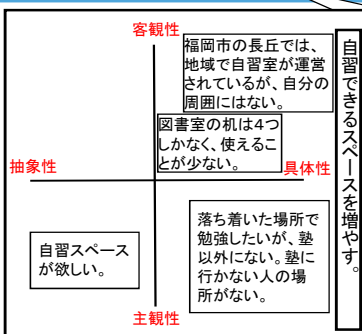 客観性
福岡市の長丘では、
地域で自習室が運営
されているが、自分の
周囲にはない。
図書室の机は4つ
しかなく、使えるこ
とが少ない。
抽象性
具体性
自習スペース
が欲しい。
落ち着いた場所で
勉強したいが、塾
以外にない。塾に
行かない人の場
所がない。
主観性
自習できるスペースを増やす。